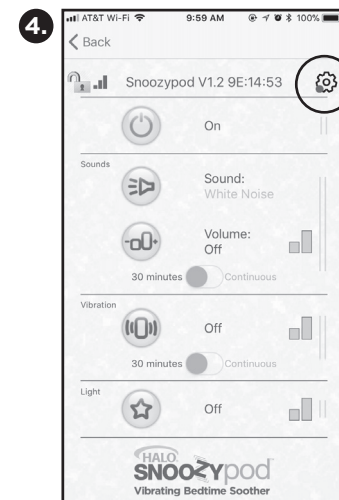 4.
AT&T Wi-Fi 9:59 AM 100%
Back
Snoozypod V1.2 9E:14:53
On
Sounds
Sound:
White Noise
-00+
Volume:
Off
30 minutes Continuous
Vibration
Off
30 minutes Continuous
Light
Off
HALO
SNOOZYpod
Vibrating Bedtime Soother